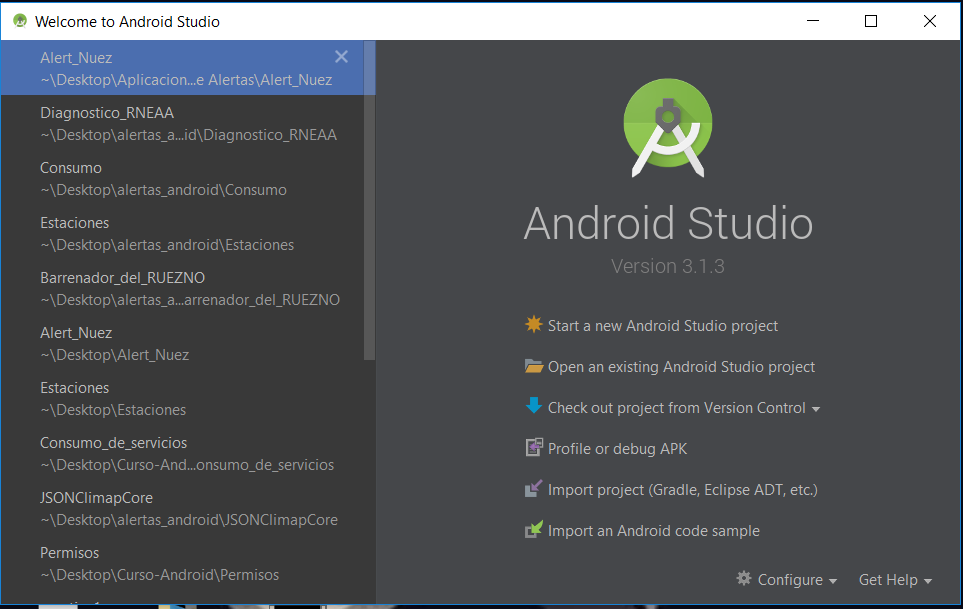 Welcome to Android Studio
Alert_Nuez
~\Desktop\Aplicacion...e Alertas\Alert_Nuez
Diagnostico_RNEAA
~\Desktop\alertas_a...id\Diagnostico_RNEAA
Consumo
~\Desktop\alertas_android\Consumo
Estaciones
~\Desktop\alertas_android\Estaciones
Barrenador_del_RUEZNO
~\Desktop\alertas_a...arrenador_del_RUEZNO
Alert_Nuez
~\Desktop\Alert_Nuez
Estaciones
~\Desktop\Estaciones
Consumo_de_servicios
~\Desktop\Curso-And...onsumo_de_servicios
JSONClimapCore
~\Desktop\alertas_android\JSONClimapCore
Permisos
~\Desktop\Curso-Android\Permisos
Android Studio
Version 3.1.3
Start a new Android Studio project
Open an existing Android Studio project
Check out project from Version Control
Profile or debug APK
Import project (Gradle, Eclipse ADT, etc.)
Import an Android code sample
Configure
Get Help